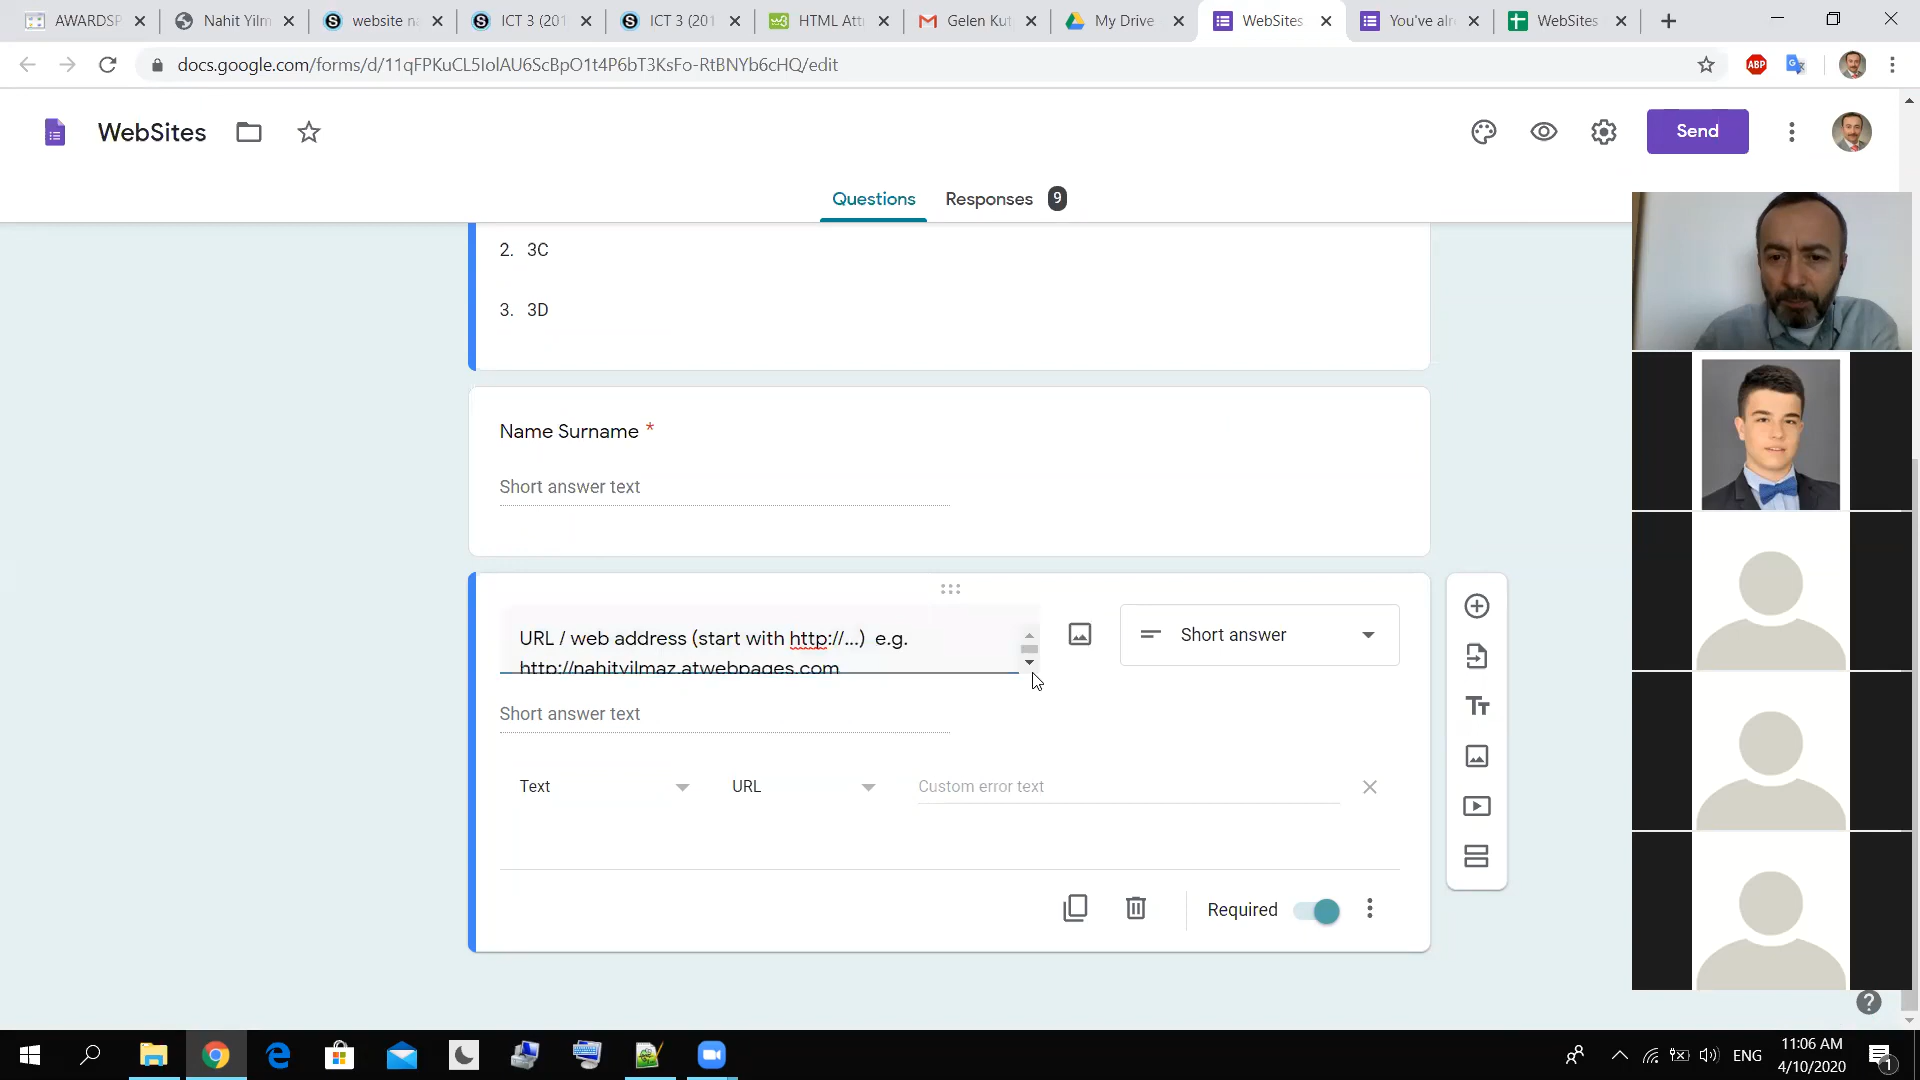 AWARDSP
Nahit Yilm
website na
ICT 3 (201
ICT 3 (201
HTML Att
Gelen Kut
My Drive
WebSites
You've alr
WebSites
docs.google.com/forms/d/11qFPKuCL5IolAU6ScBpO1t4P6bT3KsFo-RtBNYb6cHQ/edit
ABP
WebSites
Send
Questions
Responses 9
2. 3C
3. 3D
Name Surname *
Short answer text
URL / web address (start with http://...) e.g.
http://nahityilmaz.atwebpages.com
Short answer
Short answer text
Text
URL
Custom error text
Required
ENG
11:06 AM
4/10/2020
1